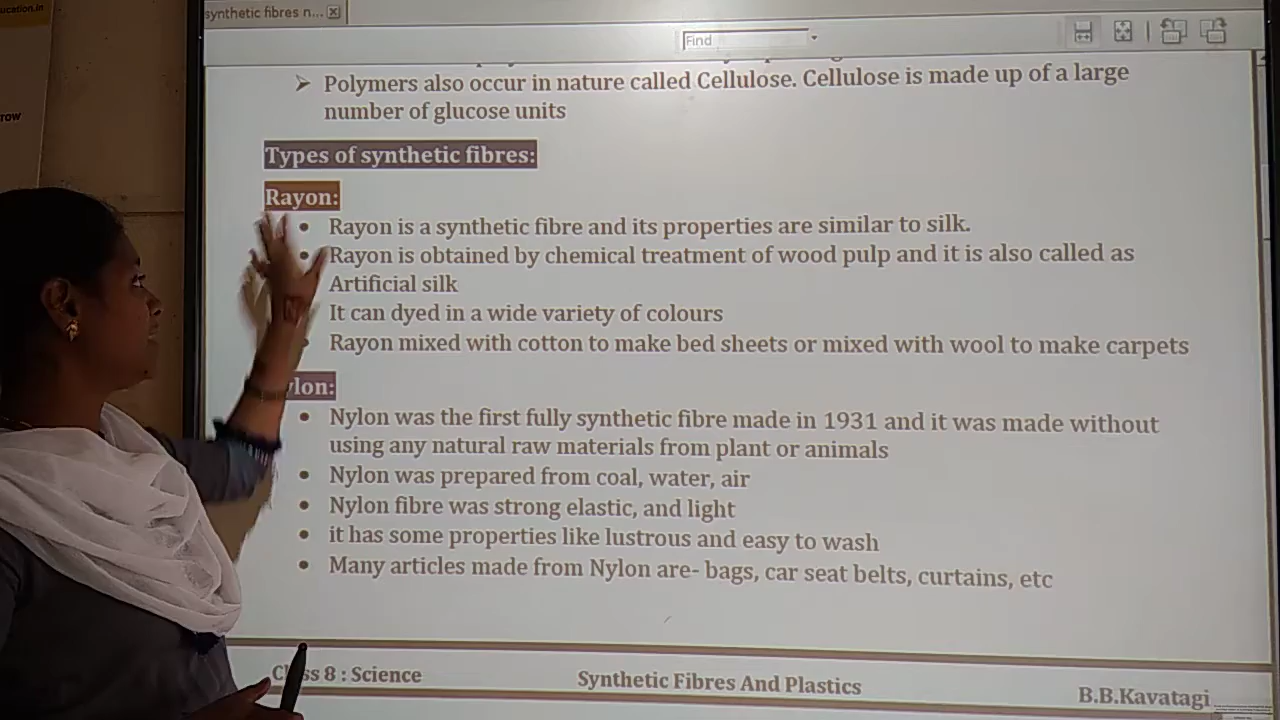 ucation.in
row
synthetic fibres n...
Find
Polymers also occur in nature called Cellulose. Cellulose is made up of a large
number of glucose units
Types of synthetic fibres:
Rayon:
Rayon is a synthetic fibre and its properties are similar to silk.
Rayon is obtained by chemical treatment of wood pulp and it is also called as
Artificial silk
It can dyed in a wide variety of colours
Rayon mixed with cotton to make bed sheets or mixed with wool to make carpets
ylon:
Nylon was the first fully synthetic fibre made in 1931 and it was made without
using any natural raw materials from plant or animals
Nylon was prepared from coal, water, air
Nylon fibre was strong elastic, and light
it has some properties like lustrous and easy to wash
Many articles made from Nylon are- bags, car seat belts, curtains, etc
Class 8 : Science
Synthetic Fibres And Plastics
B.B.Kavatagi